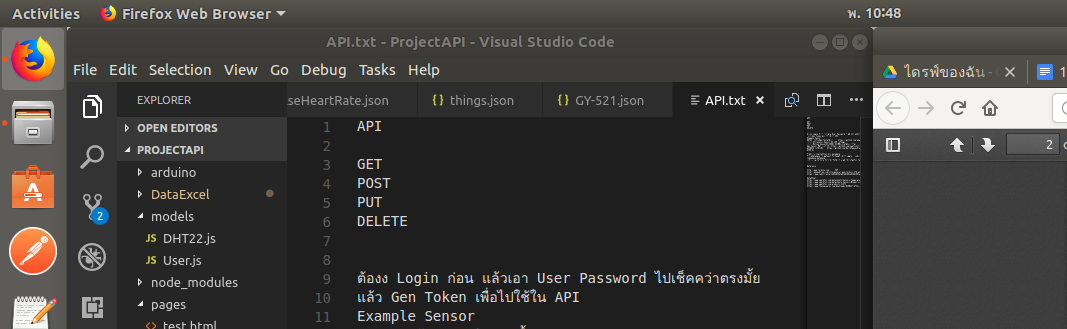 Activities Firefox Web Browser พ. 10:48
API.txt - ProjectAPI - Visual Studio Code
File Edit Selection View Go Debug Tasks Help
EXPLORER
OPEN EDITORS
PROJECTAPI
arduino
DataExcel
models
JS DHT22.js
JS User.js
node_modules
pages
test.html
2
seHeartRate.json {} things.json {} GY-521.json API.txt
1 API
2
3 GET
4 POST
5 PUT
6 DELETE
7
8
9 ต้องง Login ก่อน แล้วเอา User Password ไปเช็คคว่าตรงมั้ย
10 แล้ว Gen Token เพื่อไปใช้ใน API
11 Example Sensor
ไดรฟ์ของฉัน -
1
2